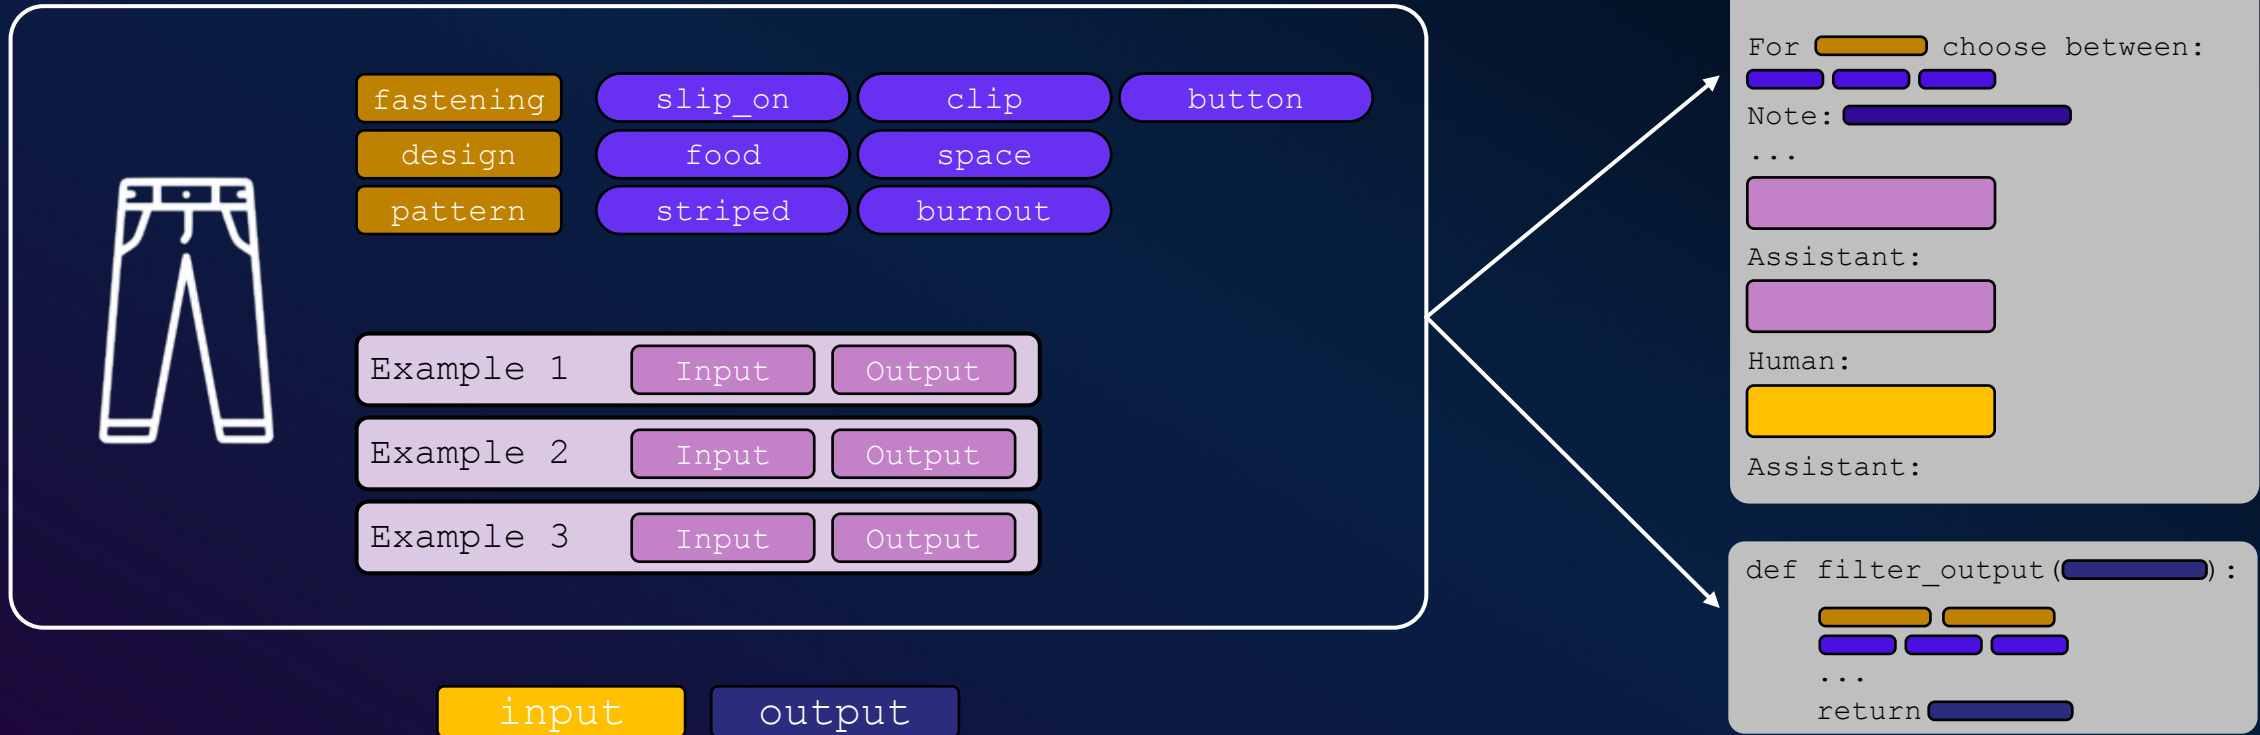 fastening slip_on clip button
design food space
pattern striped burnout
Example 1 Input Output
Example 2 Input Output
Example 3 Input Output
input output
For choose between:
Note:
...
Assistant:
Human:
Assistant:
def filter_output( ):
...
return